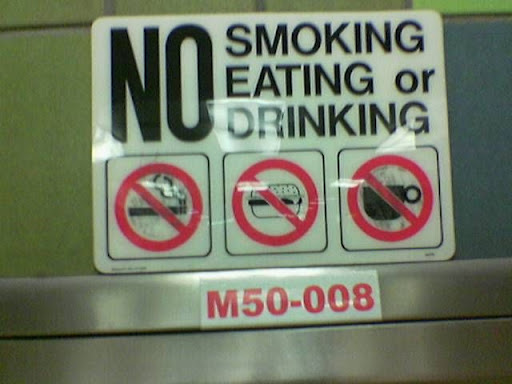 NO
SMOKING
EATING or
DRINKING
M50-008